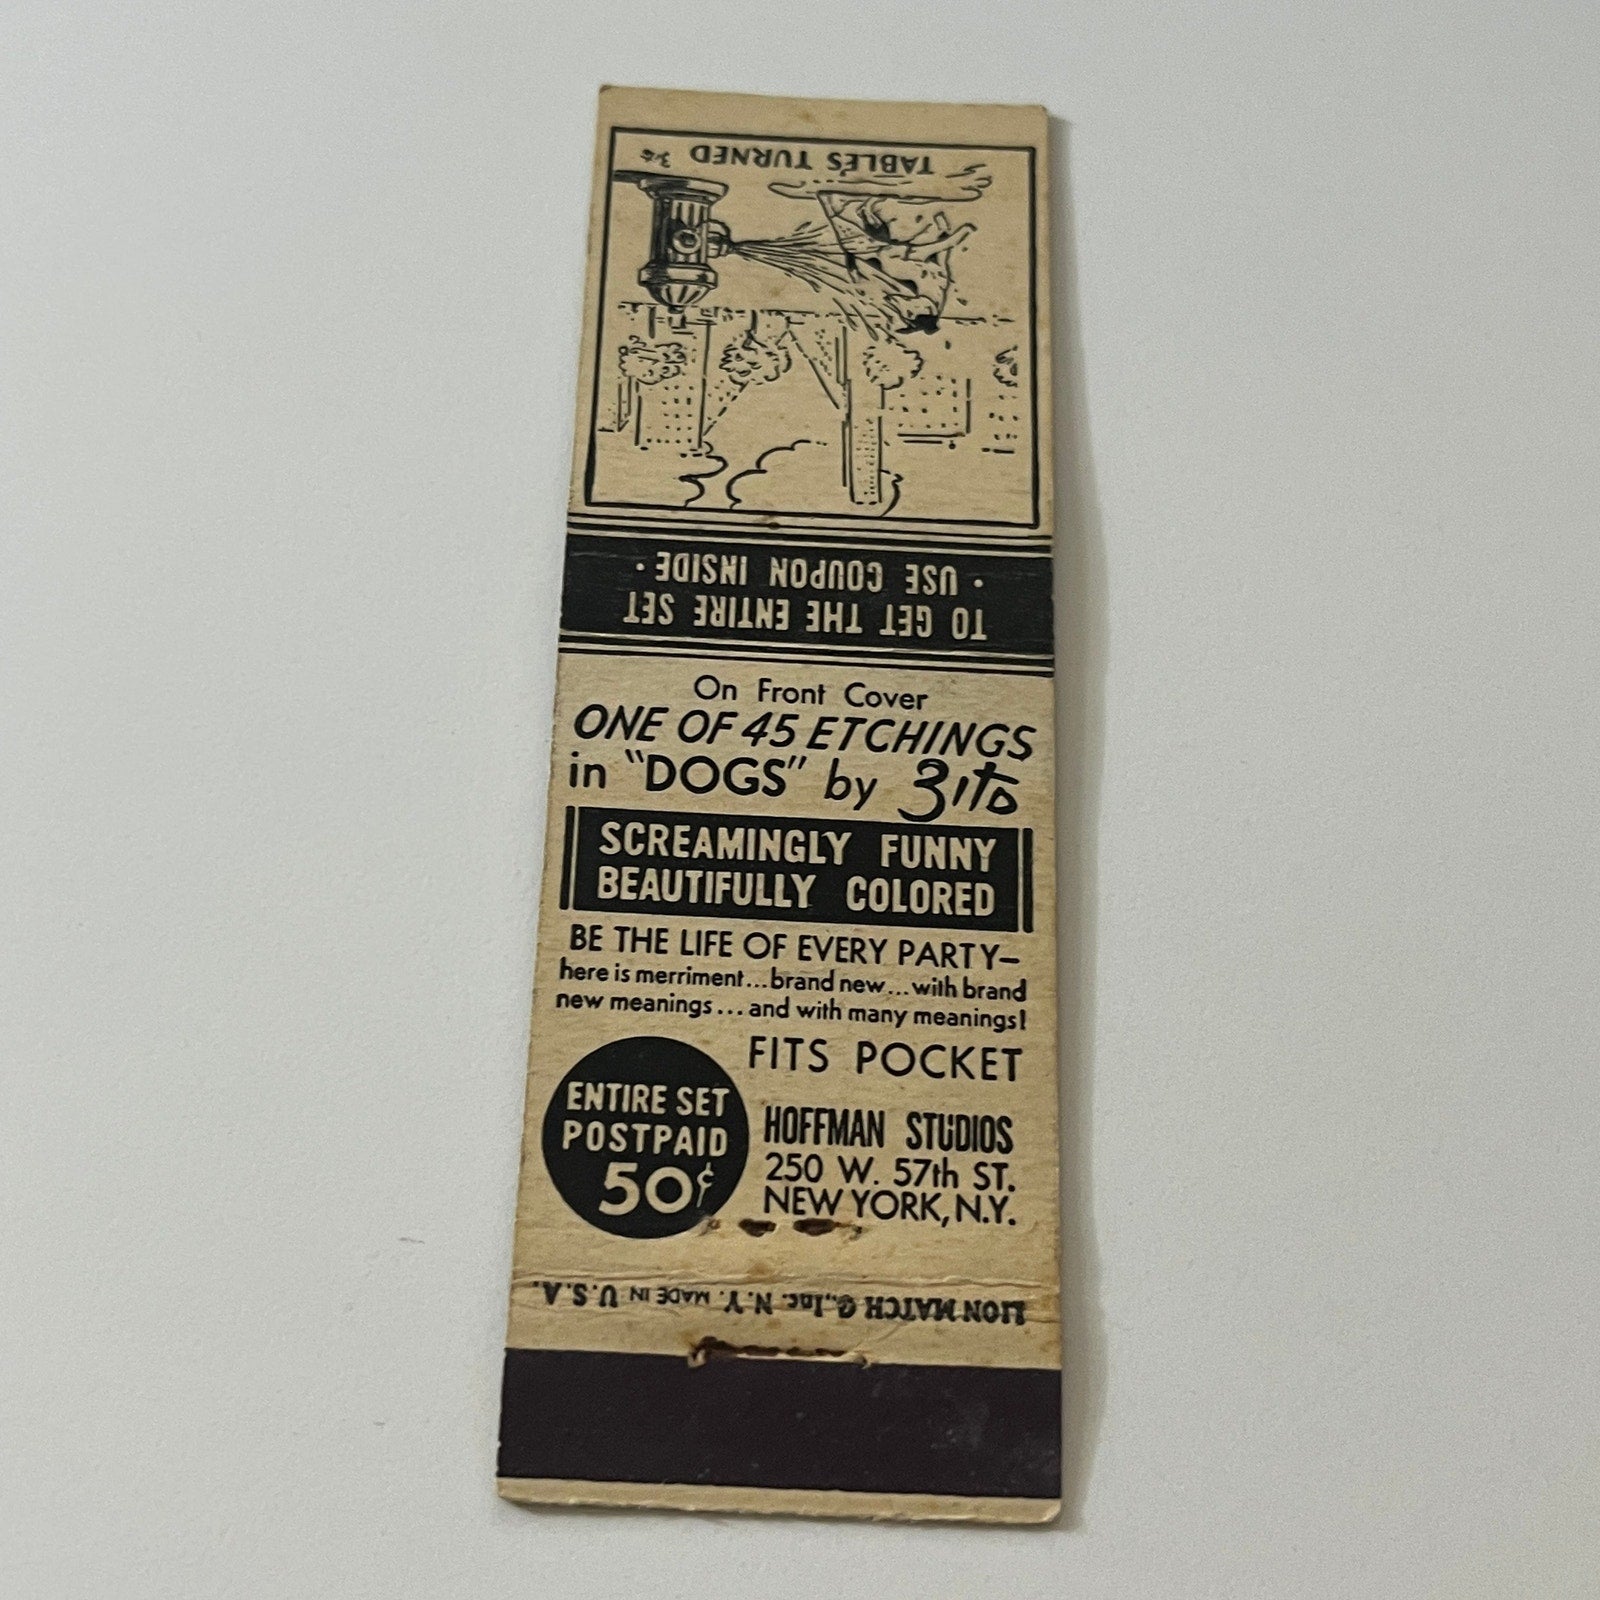 TABLES TURNED 3ito
TO GET THE ENTIRE SET
• USE COUPON INSIDE •
On Front Cover
ONE OF 45 ETCHINGS
in "DOGS" by 3ito
SCREAMINGLY FUNNY
BEAUTIFULLY COLORED
BE THE LIFE OF EVERY PARTY—
here is merriment...brand new...with brand
new meanings...and with many meanings!
FITS POCKET
ENTIRE SET
POSTPAID
50¢
HOFFMAN STUDIOS
250 W. 57th ST.
NEW YORK, N.Y.
LION MATCH Co., Inc. N.Y. MADE IN U.S.A.